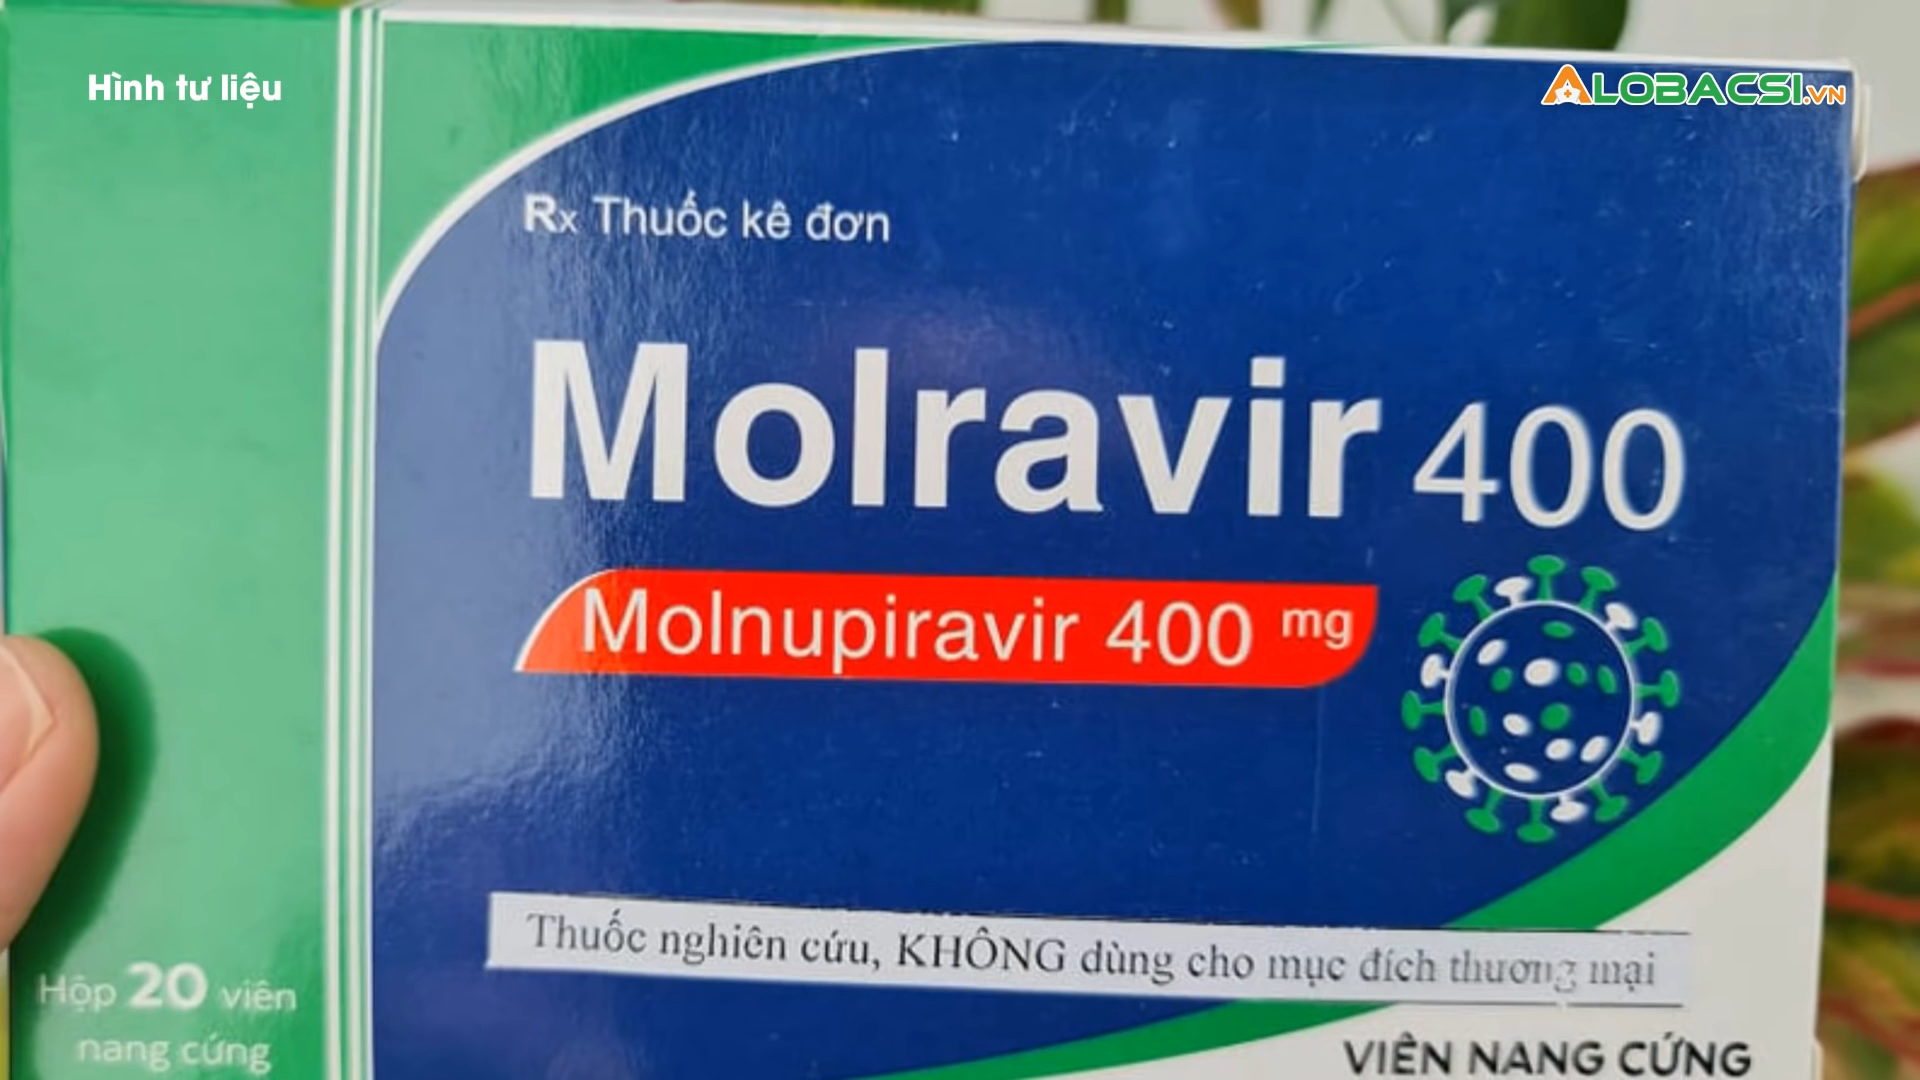 Hình tư liệu
ALOBACSI.VN
Rx Thuốc kê đơn
Molravir 400
Molnupiravir 400 mg
Thuốc nghiên cứu, KHÔNG dùng cho mục đích thương mại
Hộp 20 viên
nang cứng
VIÊN NANG CỨNG